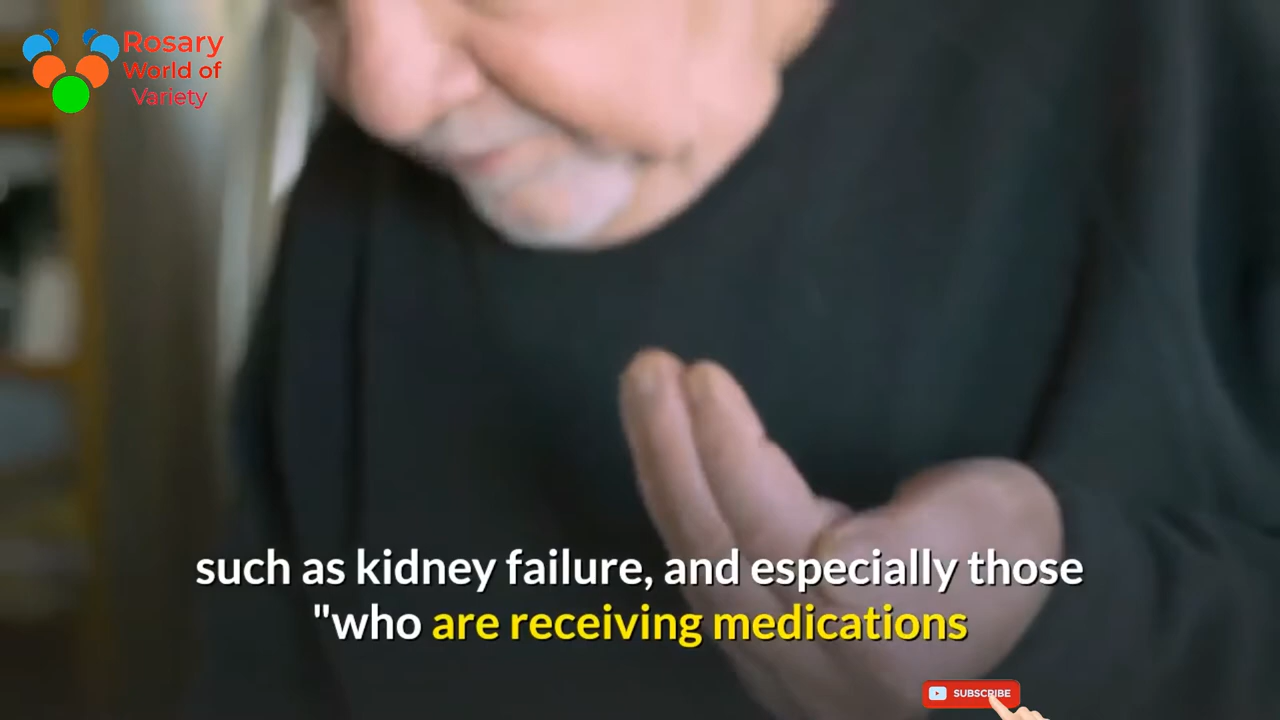 Rosary
World of
Variety
such as kidney failure, and especially those
"who are receiving medications
SUBSCRIBE